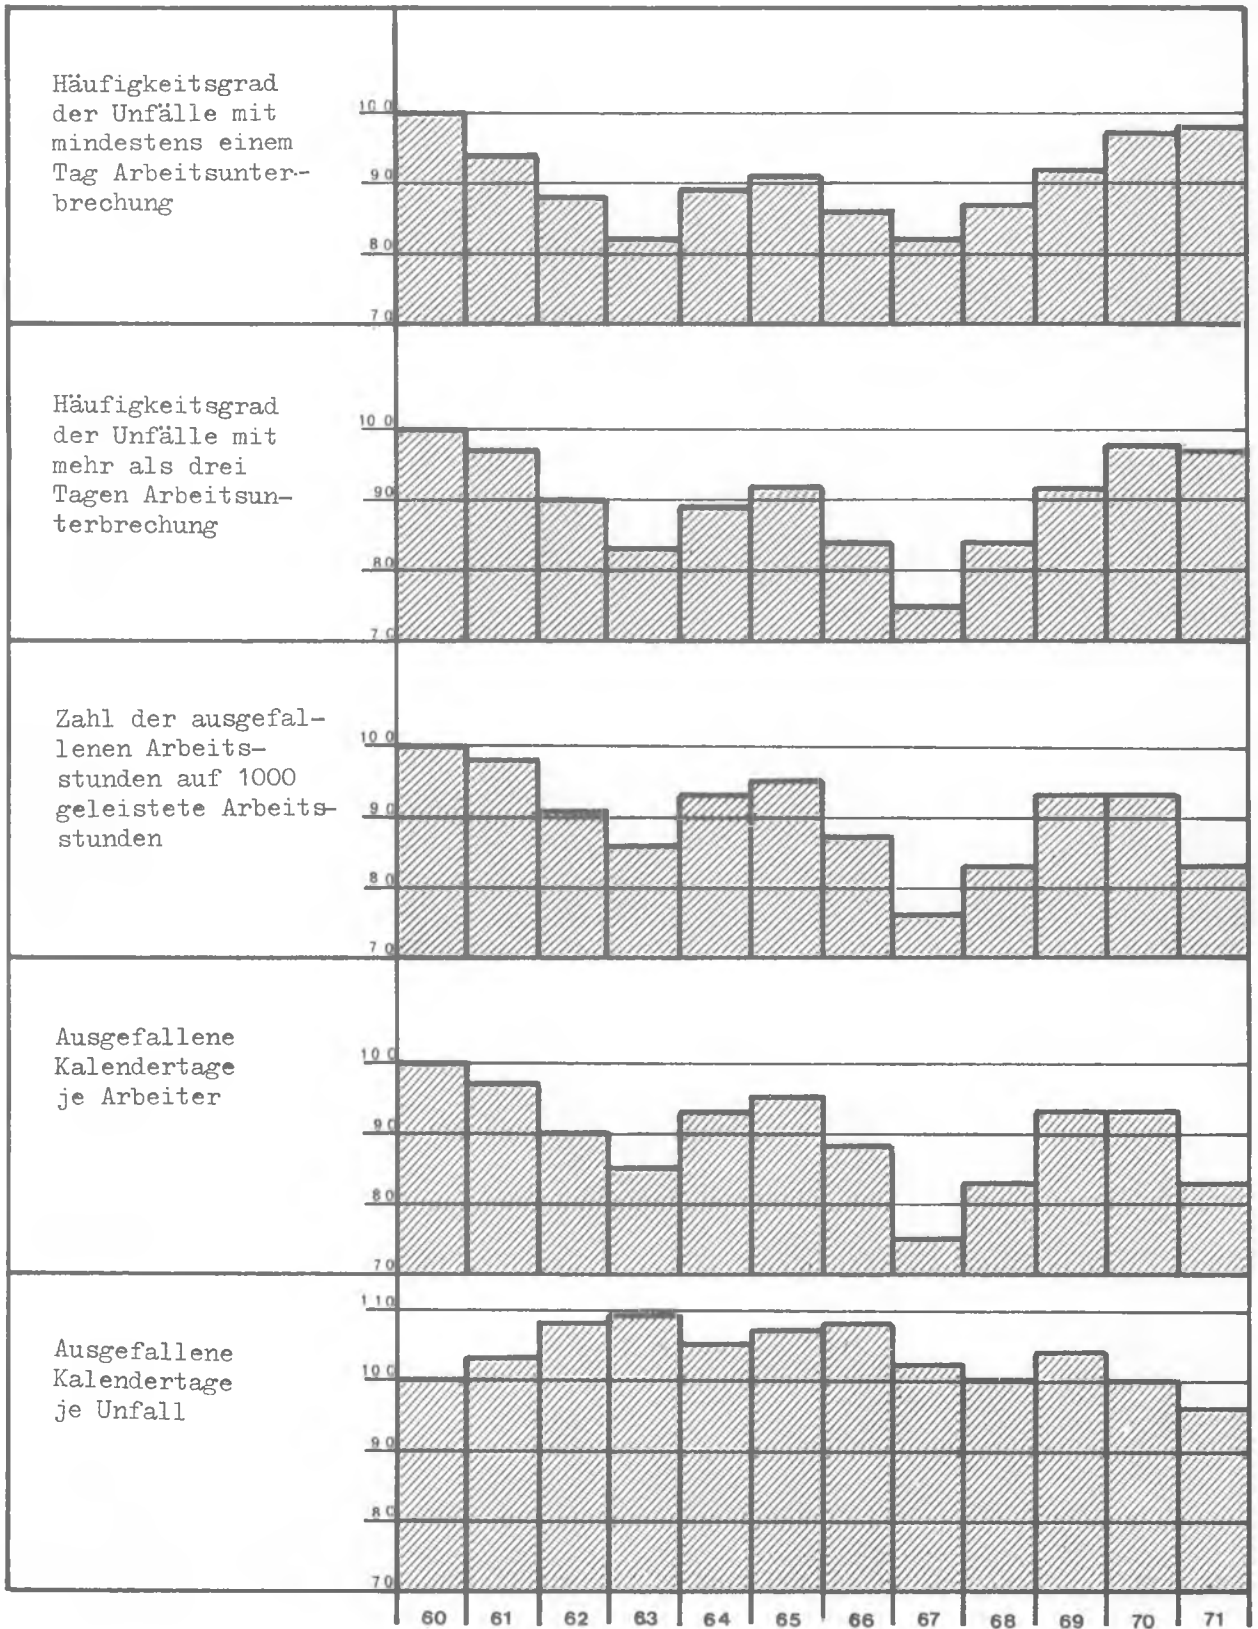 Häufigkeitsgrad
der Unfälle mit
mindestens einem
Tag Arbeitsunter-
brechung
100
90
80
70
Häufigkeitsgrad
der Unfälle mit
mehr als drei
Tagen Arbeitsun-
terbrechung
100
90
80
70
Zahl der ausgefal-
lenen Arbeits-
stunden auf 1000
geleistete Arbeits-
stunden
100
90
80
70
Ausgefallene
Kalendertage
je Arbeiter
100
90
80
70
Ausgefallene
Kalendertage
je Unfall
110
100
90
80
70
60 61 62 63 64 65 66 67 68 69 70 71